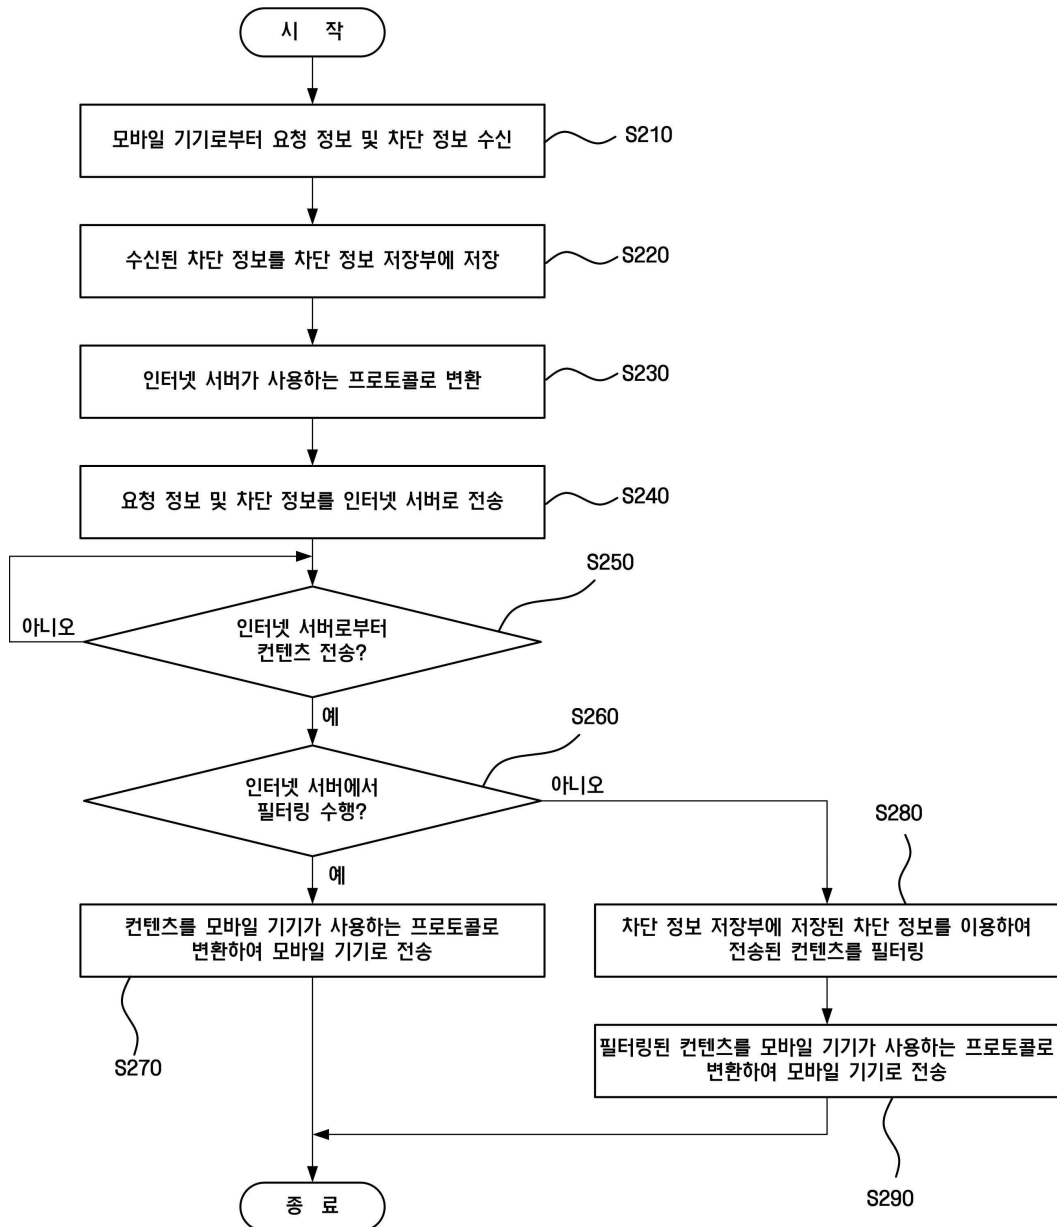 시 작
모바일 기기로부터 요청 정보 및 차단 정보 수신
S210
수신된 차단 정보를 차단 정보 저장부에 저장
S220
인터넷 서버가 사용하는 프로토콜로 변환
S230
요청 정보 및 차단 정보를 인터넷 서버로 전송
S240
S250
아니오
인터넷 서버로부터
컨텐츠 전송?
예
S260
인터넷 서버에서
필터링 수행?
아니오
예
S280
컨텐츠를 모바일 기기가 사용하는 프로토콜로
변환하여 모바일 기기로 전송
S270
차단 정보 저장부에 저장된 차단 정보를 이용하여
전송된 컨텐츠를 필터링
필터링된 컨텐츠를 모바일 기기가 사용하는 프로토콜로
변환하여 모바일 기기로 전송
S290
종 료